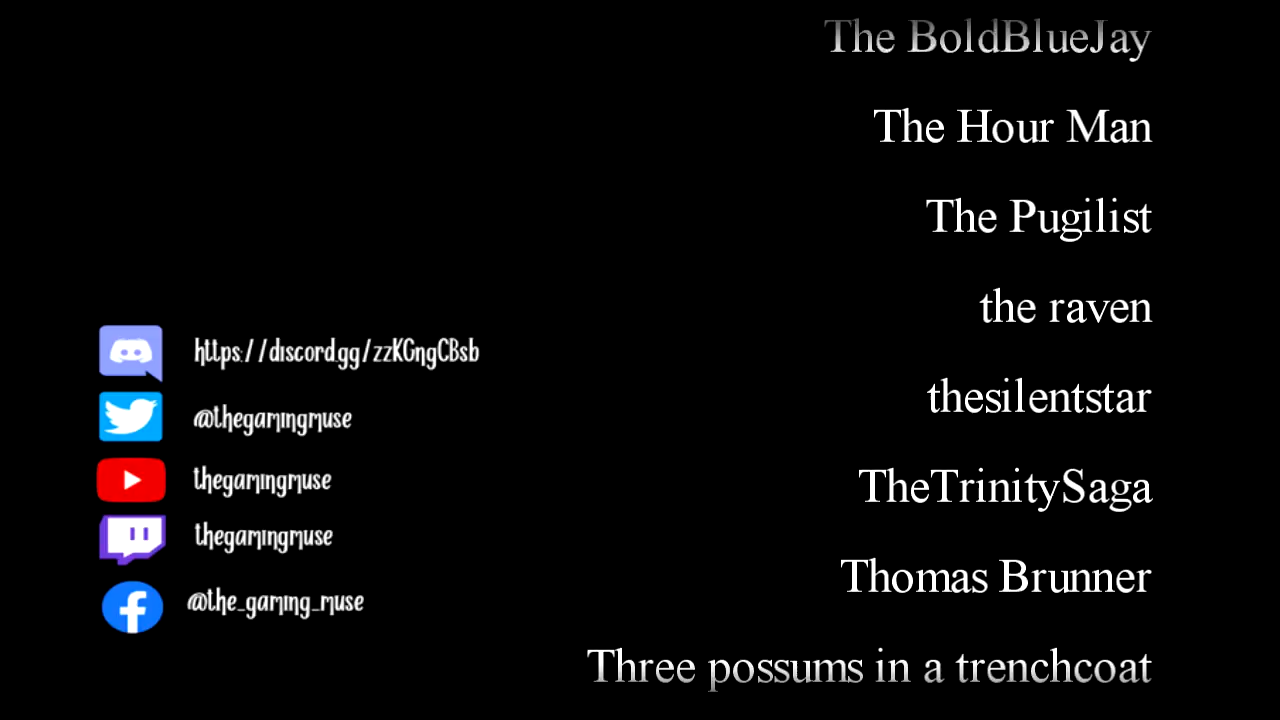 The BoldBlueJay
The Hour Man
The Pugilist
the raven
thesilentstar
TheTrinitySaga
Thomas Brunner
Three possums in a trenchcoat
https://discord.gg/zzKGngCBsb
@thegamingmuse
thegamingmuse
thegamingmuse
@the_gaming_muse